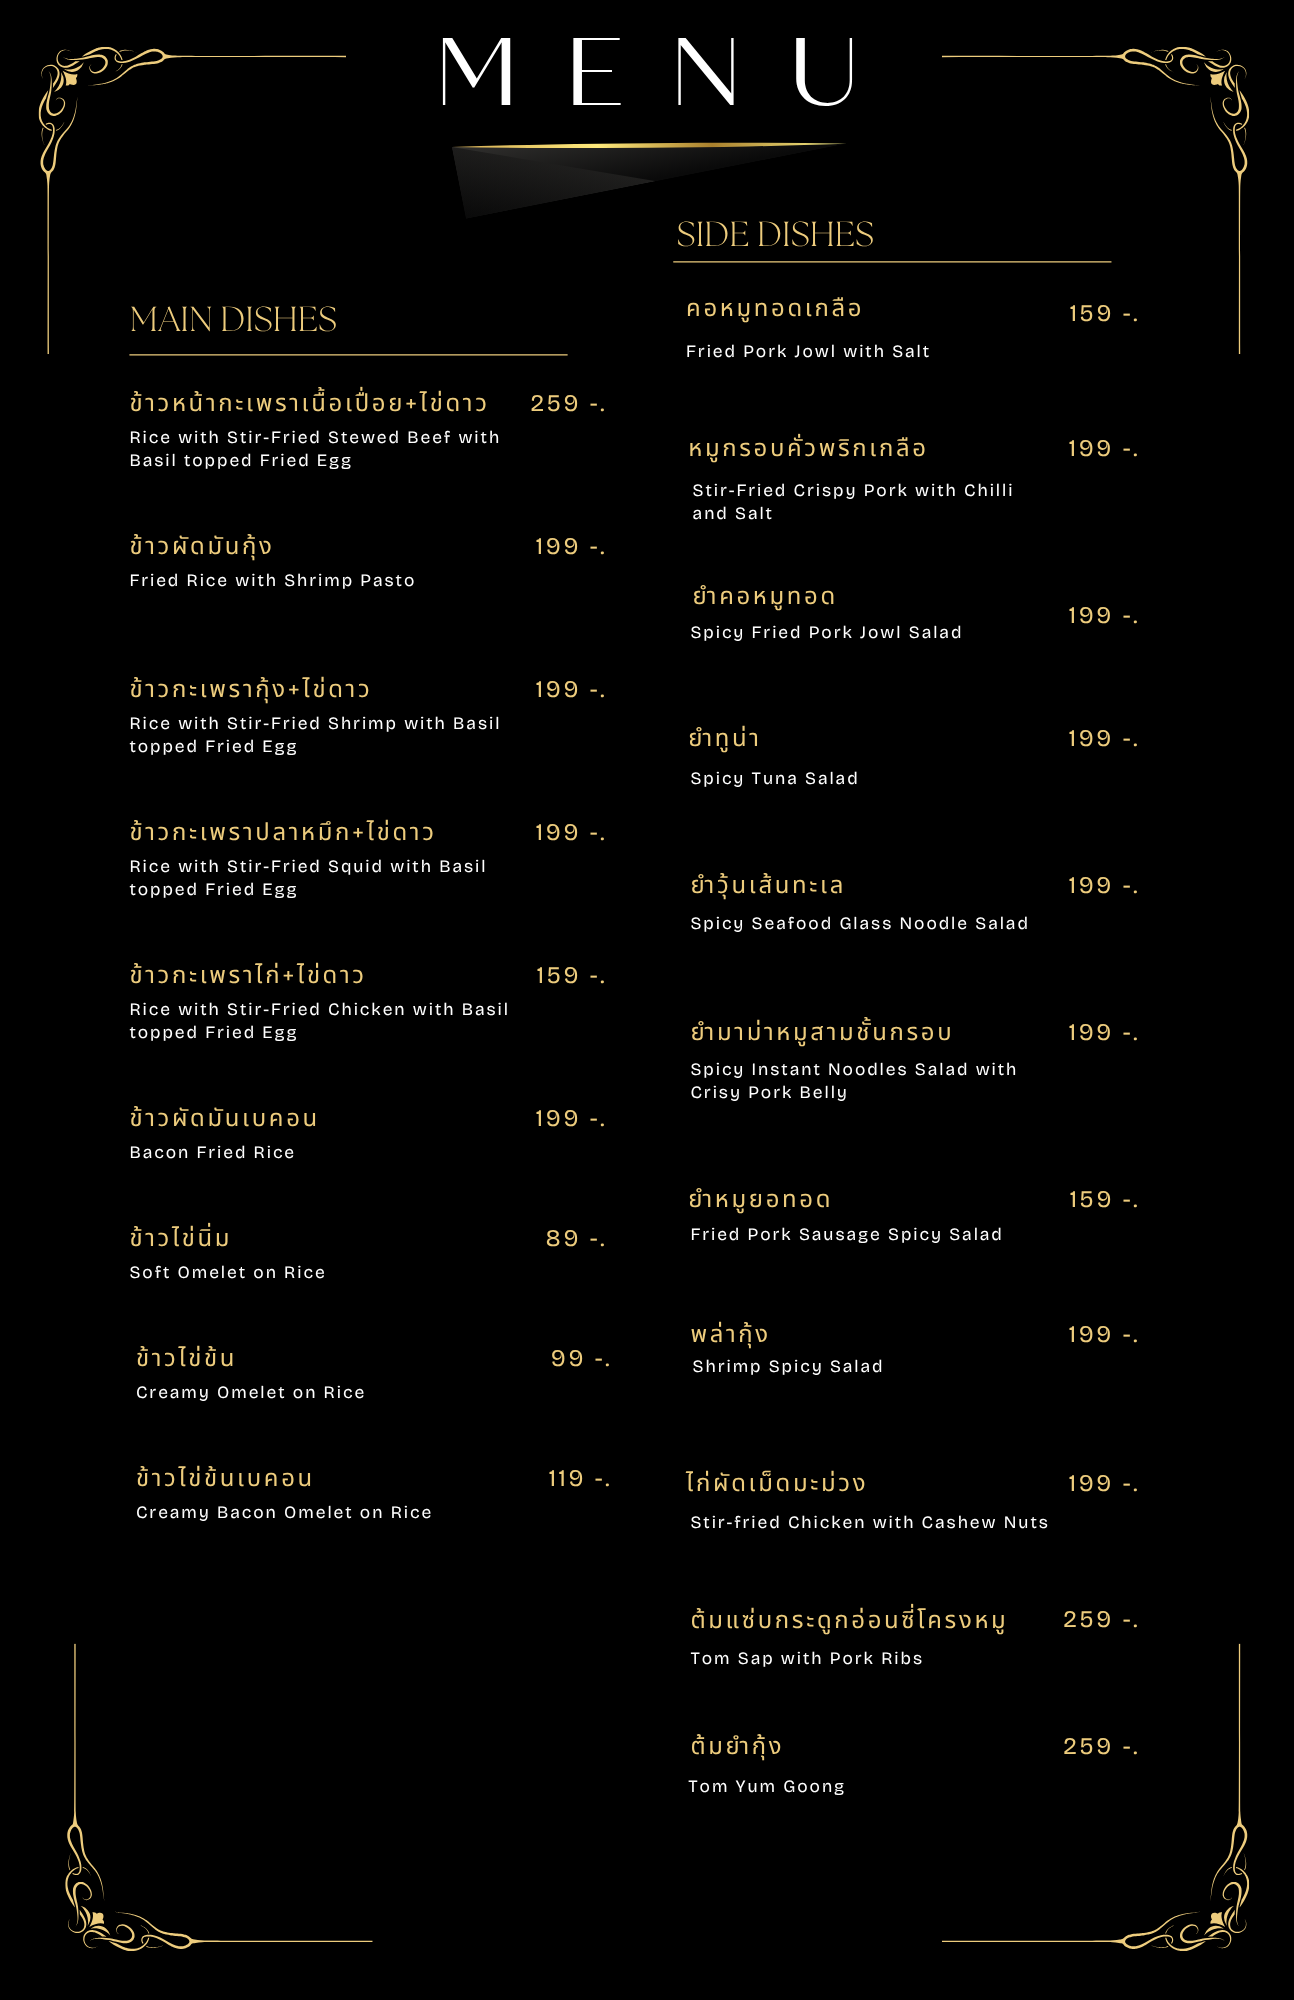 MENU
MAIN DISHES
ข้าวหน้ากะเพราเนื้อเปื่อย+ไข่ดาว 259 -.
Rice with Stir-Fried Stewed Beef with
Basil topped Fried Egg
ข้าวผัดมันกุ้ง 199 -.
Fried Rice with Shrimp Pasto
ข้าวกะเพรากุ้ง+ไข่ดาว 199 -.
Rice with Stir-Fried Shrimp with Basil
topped Fried Egg
ข้าวกะเพราปลาหมึก+ไข่ดาว 199 -.
Rice with Stir-Fried Squid with Basil
topped Fried Egg
ข้าวกะเพราไก่+ไข่ดาว 159 -.
Rice with Stir-Fried Chicken with Basil
topped Fried Egg
ข้าวผัดมันเบคอน 199 -.
Bacon Fried Rice
ข้าวไข่นิ่ม 89 -.
Soft Omelet on Rice
ข้าวไข่ข้น 99 -.
Creamy Omelet on Rice
ข้าวไข่ข้นเบคอน 119 -.
Creamy Bacon Omelet on Rice
SIDE DISHES
คอหมูทอดเกลือ 159 -.
Fried Pork Jowl with Salt
หมูกรอบคั่วพริกเกลือ 199 -.
Stir-Fried Crispy Pork with Chilli
and Salt
ยำคอหมูทอด 199 -.
Spicy Fried Pork Jowl Salad
ยำทูน่า 199 -.
Spicy Tuna Salad
ยำวุ้นเส้นทะเล 199 -.
Spicy Seafood Glass Noodle Salad
ยำมาม่าหมูสามชั้นกรอบ 199 -.
Spicy Instant Noodles Salad with
Crisy Pork Belly
ยำหมูยอทอด 159 -.
Fried Pork Sausage Spicy Salad
พล่ากุ้ง 199 -.
Shrimp Spicy Salad
ไก่ผัดเม็ดมะม่วง 199 -.
Stir-fried Chicken with Cashew Nuts
ต้มแซ่บกระดูกอ่อนซี่โครงหมู 259 -.
Tom Sap with Pork Ribs
ต้มยำกุ้ง 259 -.
Tom Yum Goong